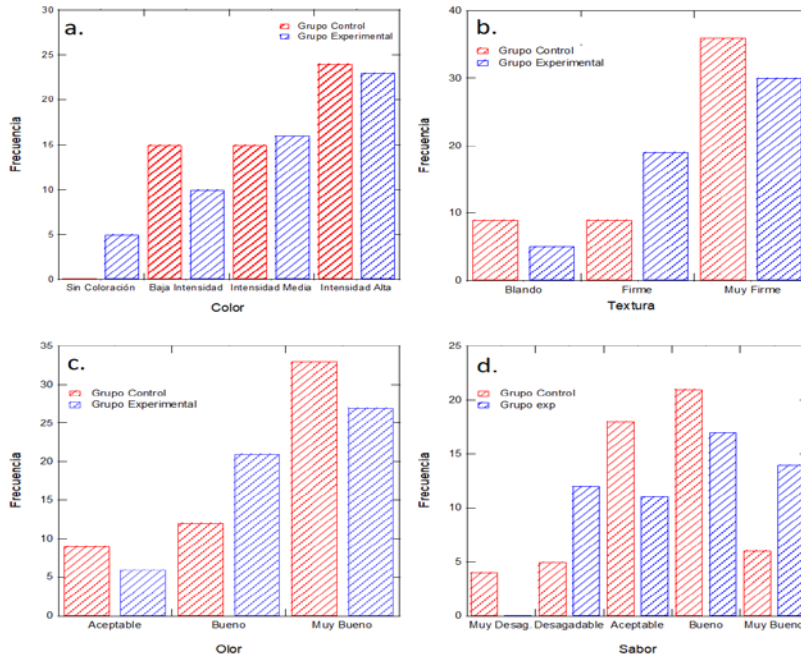 a.
Grupo Control
Grupo Experimental
30
25
20
15
10
5
0
Frecuencia
Sin Coloración Baja Intensidad Intensidad Media Intensidad Alta
Color
b.
Grupo Control
Grupo Experimental
40
30
20
10
0
Frecuencia
Blando Firme Muy Firme
Textura
c.
Grupo Control
Grupo Experimental
35
30
25
20
15
10
5
0
Frecuencia
Aceptable Bueno Muy Bueno
Olor
d.
Grupo Control
Grupo exp
25
20
15
10
5
0
Frecuencia
Muy Desag. Desagadable Aceptable Bueno Muy Bueno
Sabor